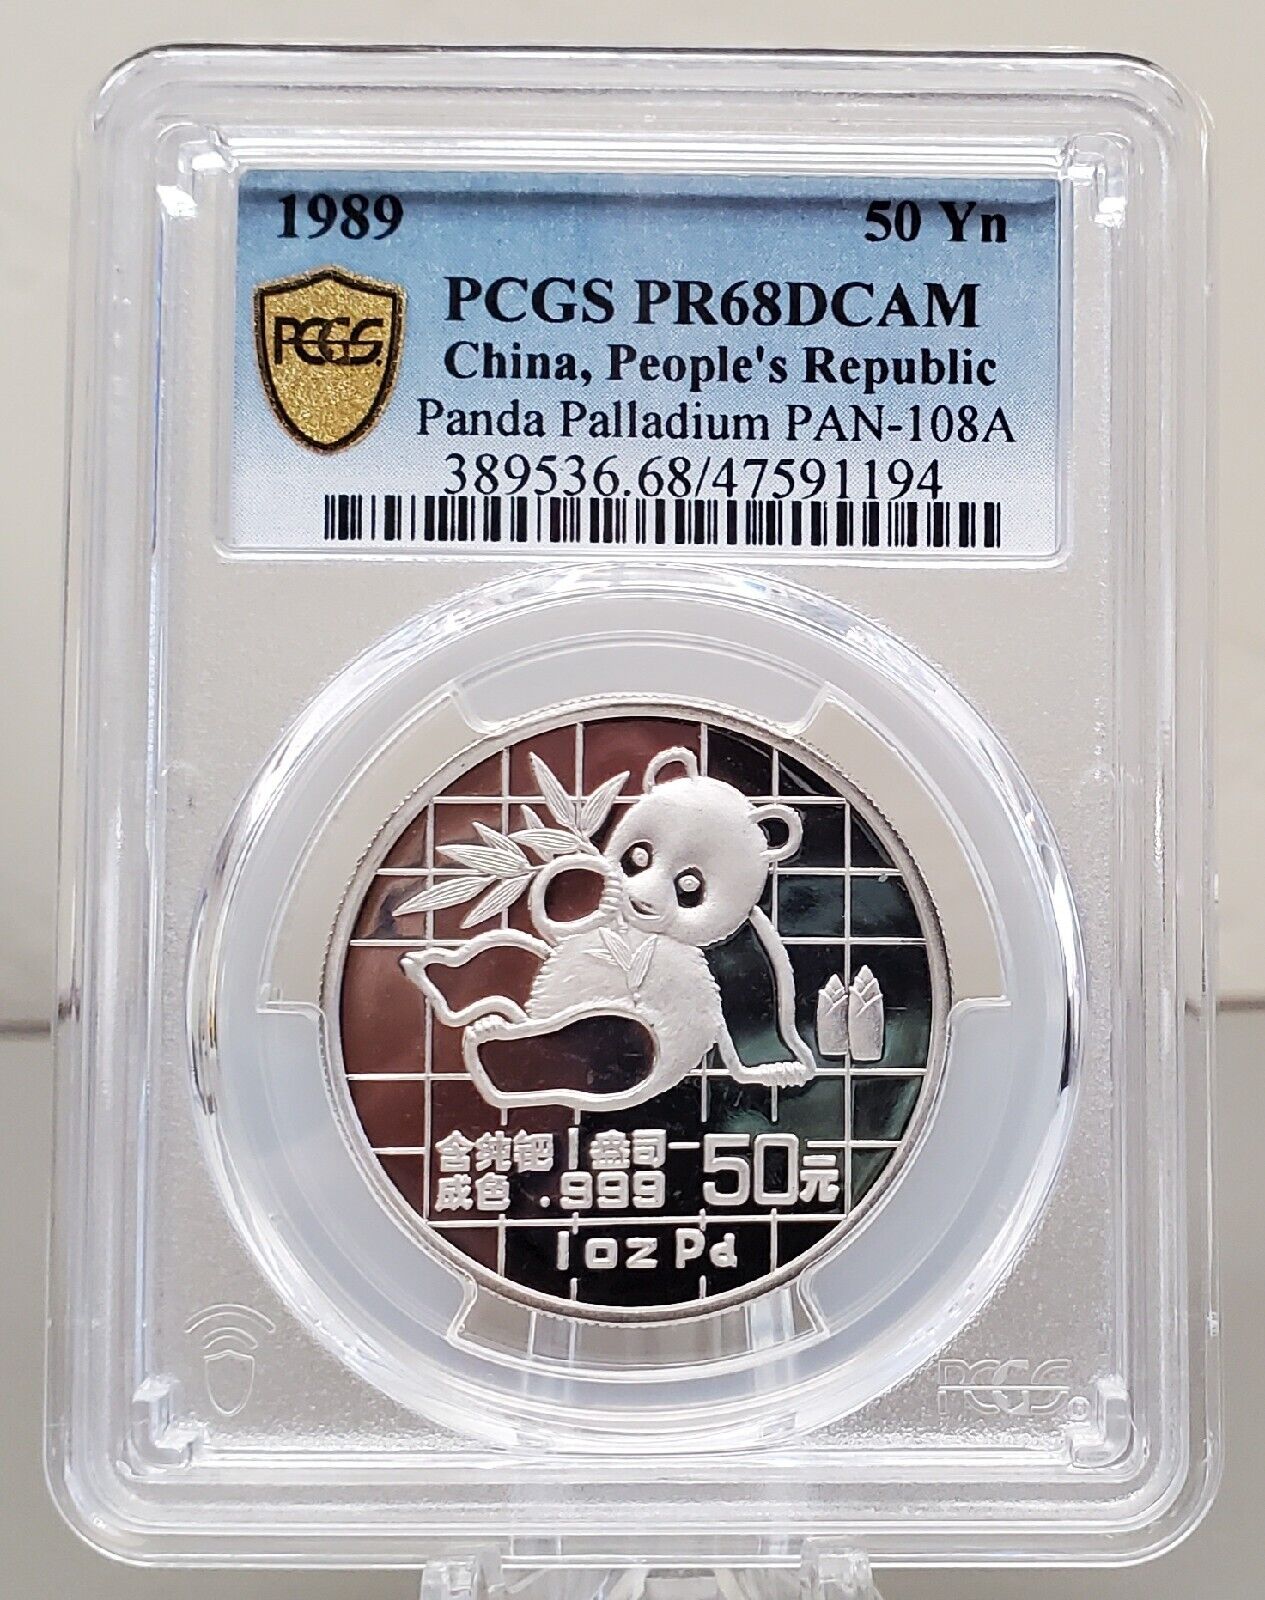 1989 50 Yn
PCGS PR68DCAM
PCGS
China, People's Republic
Panda Palladium PAN-108A
389536.68/47591194
含纯钯1盎司 50元
成色 .999
1 oz Pd
PCGS